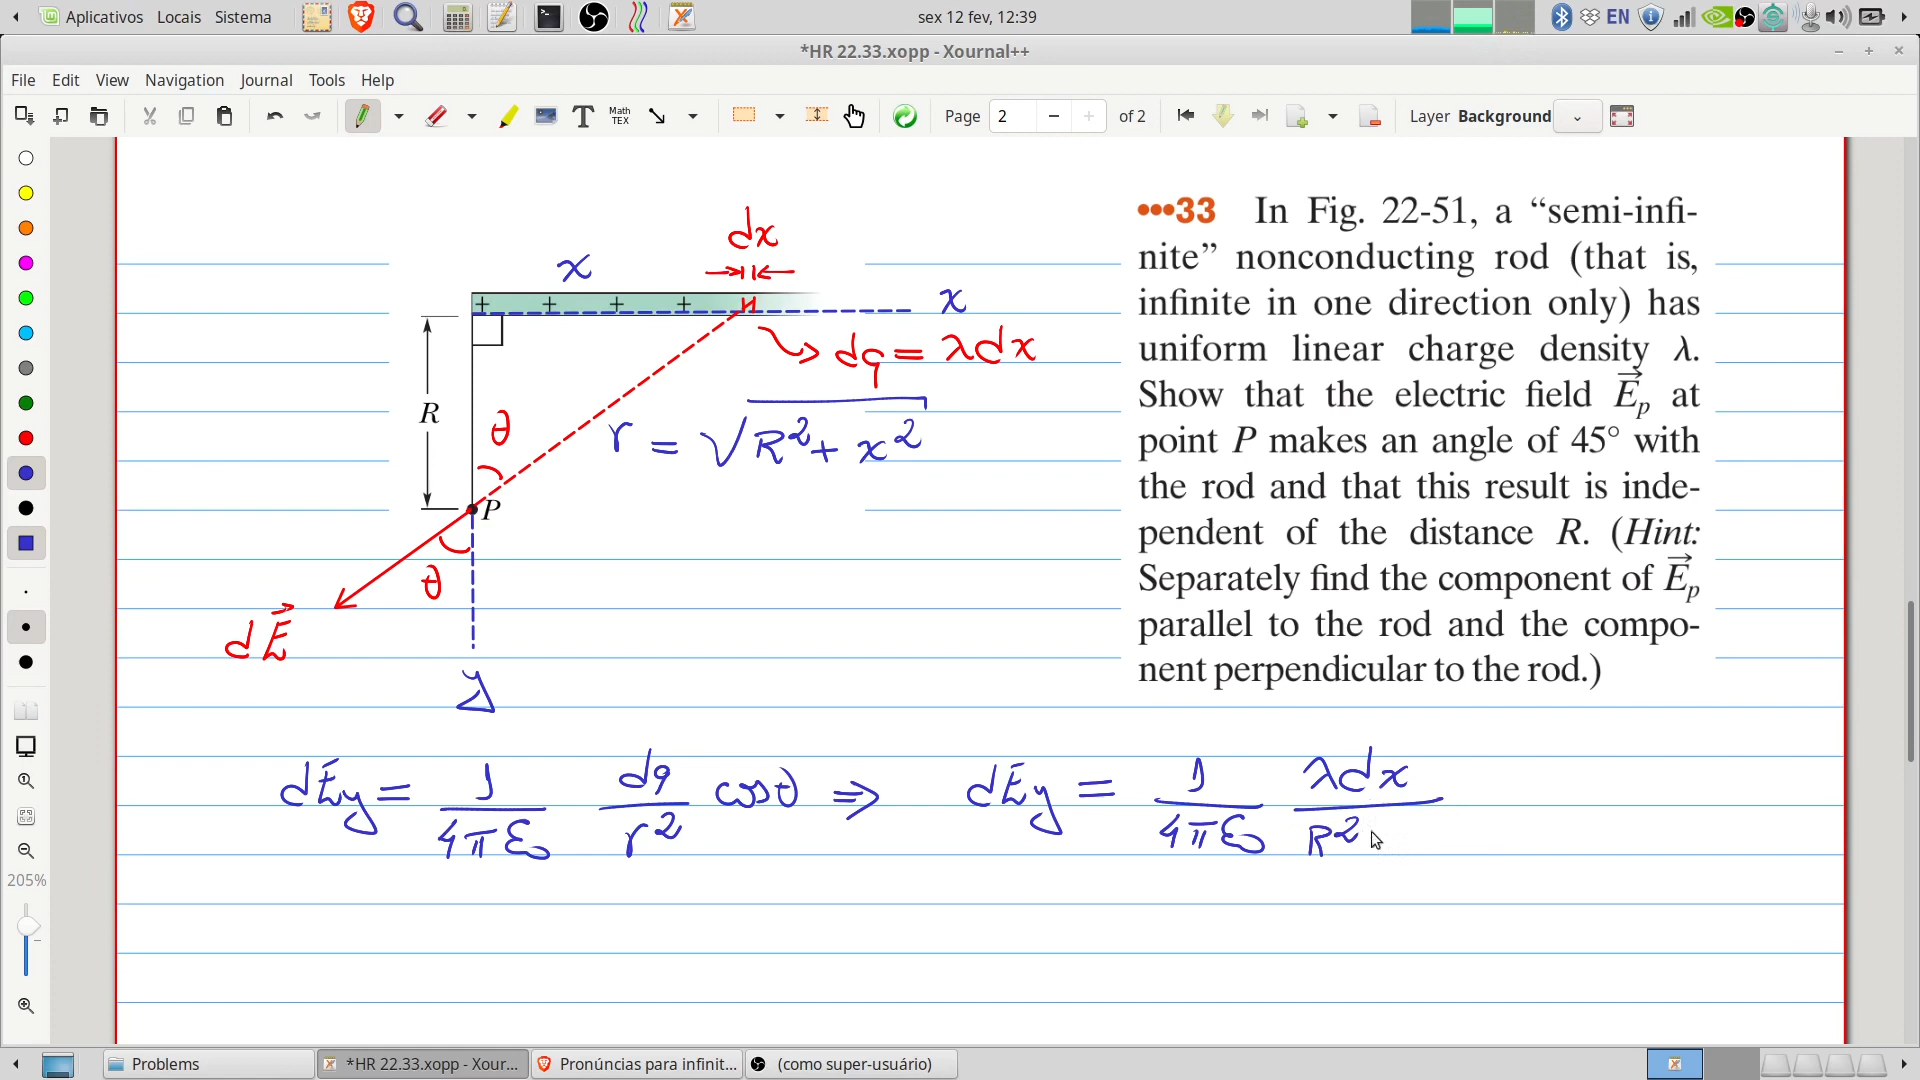 Aplicativos Locais Sistema sex 12 fev, 12:39 EN
*HR 22.33.xopp - Xournal++
File Edit View Navigation Journal Tools Help
T Math TEX Page 2 of 2 Layer Background
205%
dx
x
+ + + +
x
dq = λdx
R
θ
r = √R²+ x²
P
θ
dE⃗
y
•••33 In Fig. 22-51, a “semi-infi-
nite” nonconducting rod (that is,
infinite in one direction only) has
uniform linear charge density λ.
Show that the electric field E⃗p at
point P makes an angle of 45° with
the rod and that this result is inde-
pendent of the distance R. (Hint:
Separately find the component of E⃗p
parallel to the rod and the compo-
nent perpendicular to the rod.)
dEy = 1/4πε₀ dq/r² cosθ ⇒ dEy = 1/4πε₀ λdx/R²
Problems *HR 22.33.xopp - Xour... Pronúncias para infinit... (como super-usuário)